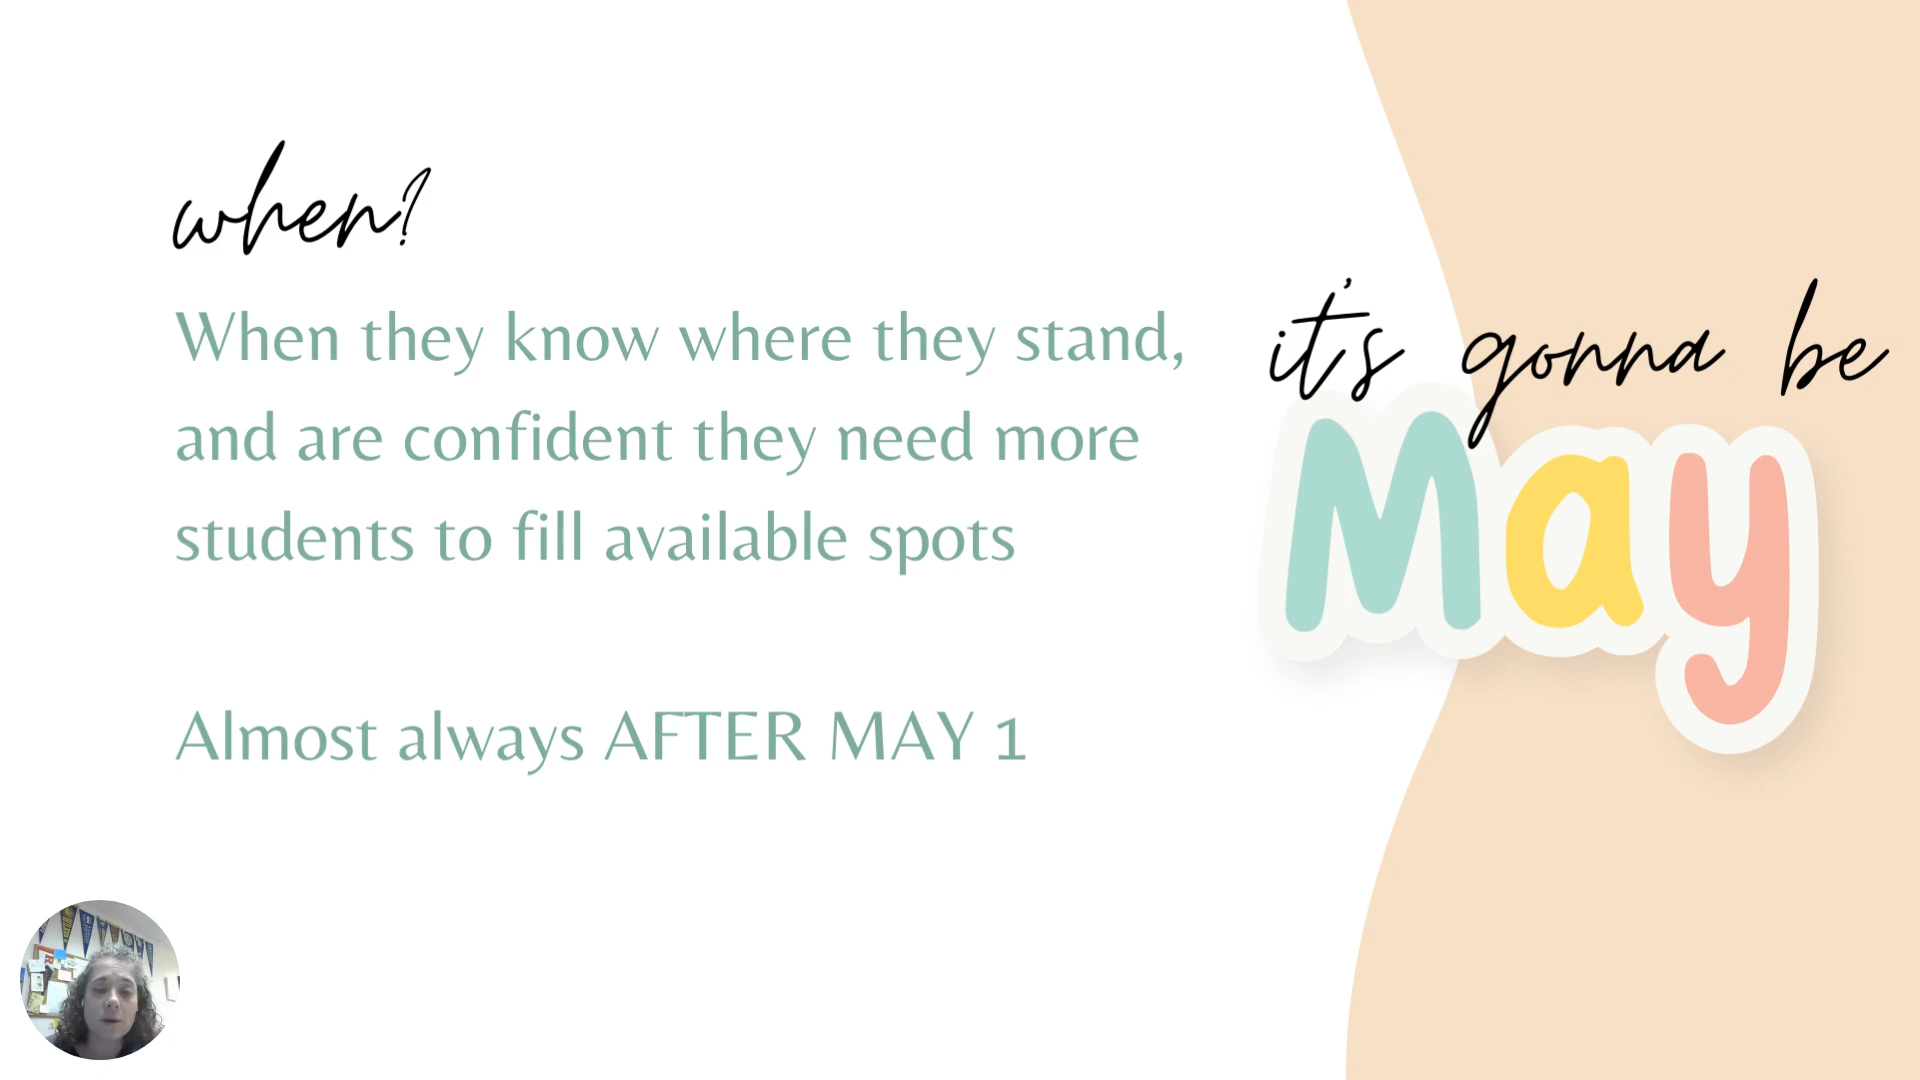 when?
When they know where they stand,
and are confident they need more
students to fill available spots
Almost always AFTER MAY 1
it's gonna be
May